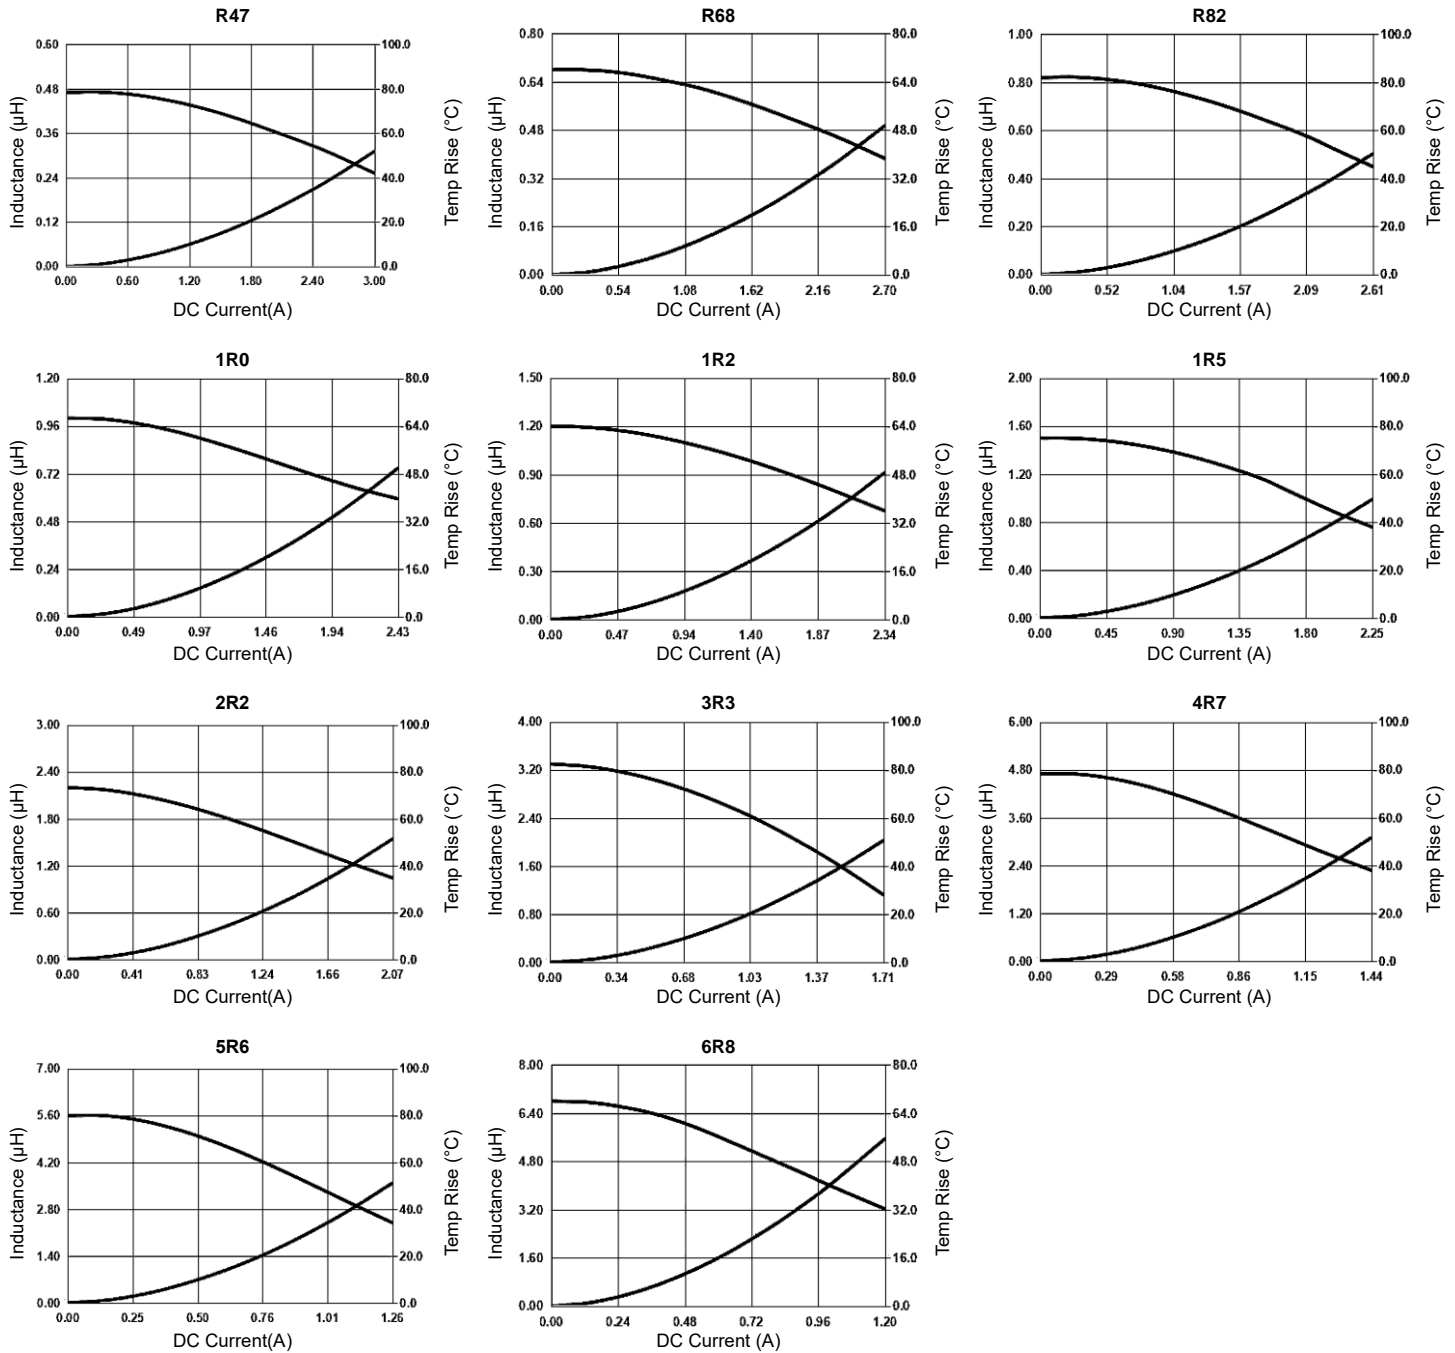 R47
0.60
0.48
0.36
0.24
0.12
0.00
100.0
80.0
60.0
40.0
20.0
0.0
0.00 0.60 1.20 1.80 2.40 3.00
Inductance (μH)
Temp Rise (°C)
DC Current(A)
R68
0.80
0.64
0.48
0.32
0.16
0.00
80.0
64.0
48.0
32.0
16.0
0.0
0.00 0.54 1.08 1.62 2.16 2.70
Inductance (μH)
Temp Rise (°C)
DC Current (A)
R82
1.00
0.80
0.60
0.40
0.20
0.00
100.0
80.0
60.0
40.0
20.0
0.0
0.00 0.52 1.04 1.57 2.09 2.61
Inductance (μH)
Temp Rise (°C)
DC Current (A)
1R0
1.20
0.96
0.72
0.48
0.24
0.00
80.0
64.0
48.0
32.0
16.0
0.0
0.00 0.49 0.97 1.46 1.94 2.43
Inductance (μH)
Temp Rise (°C)
DC Current(A)
1R2
1.50
1.20
0.90
0.60
0.30
0.00
80.0
64.0
48.0
32.0
16.0
0.0
0.00 0.47 0.94 1.40 1.87 2.34
Inductance (μH)
Temp Rise (°C)
DC Current (A)
1R5
2.00
1.60
1.20
0.80
0.40
0.00
100.0
80.0
60.0
40.0
20.0
0.0
0.00 0.45 0.90 1.35 1.80 2.25
Inductance (μH)
Temp Rise (°C)
DC Current (A)
2R2
3.00
2.40
1.80
1.20
0.60
0.00
100.0
80.0
60.0
40.0
20.0
0.0
0.00 0.41 0.83 1.24 1.66 2.07
Inductance (μH)
Temp Rise (°C)
DC Current(A)
3R3
4.00
3.20
2.40
1.60
0.80
0.00
100.0
80.0
60.0
40.0
20.0
0.0
0.00 0.34 0.68 1.03 1.37 1.71
Inductance (μH)
Temp Rise (°C)
DC Current (A)
4R7
6.00
4.80
3.60
2.40
1.20
0.00
100.0
80.0
60.0
40.0
20.0
0.0
0.00 0.29 0.58 0.86 1.15 1.44
Inductance (μH)
Temp Rise (°C)
DC Current (A)
5R6
7.00
5.60
4.20
2.80
1.40
0.00
100.0
80.0
60.0
40.0
20.0
0.0
0.00 0.25 0.50 0.76 1.01 1.26
Inductance (μH)
Temp Rise (°C)
DC Current(A)
6R8
8.00
6.40
4.80
3.20
1.60
0.00
80.0
64.0
48.0
32.0
16.0
0.0
0.00 0.24 0.48 0.72 0.96 1.20
Inductance (μH)
Temp Rise (°C)
DC Current (A)